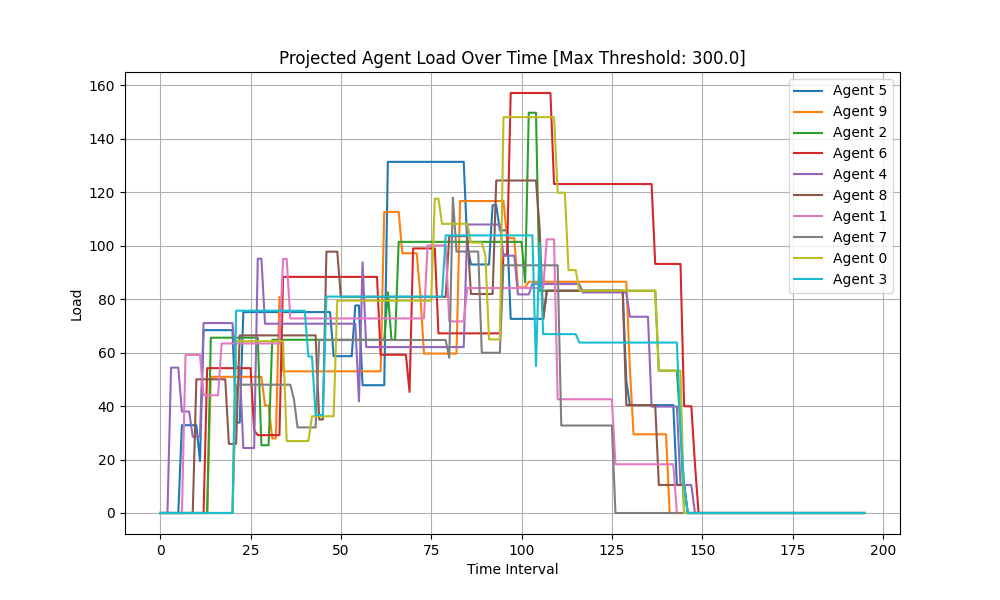 Projected Agent Load Over Time [Max Threshold: 300.0]
Load
160
140
120
100
80
60
40
20
0
0 25 50 75 100 125 150 175 200
Time Interval
Agent 5
Agent 9
Agent 2
Agent 6
Agent 4
Agent 8
Agent 1
Agent 7
Agent 0
Agent 3